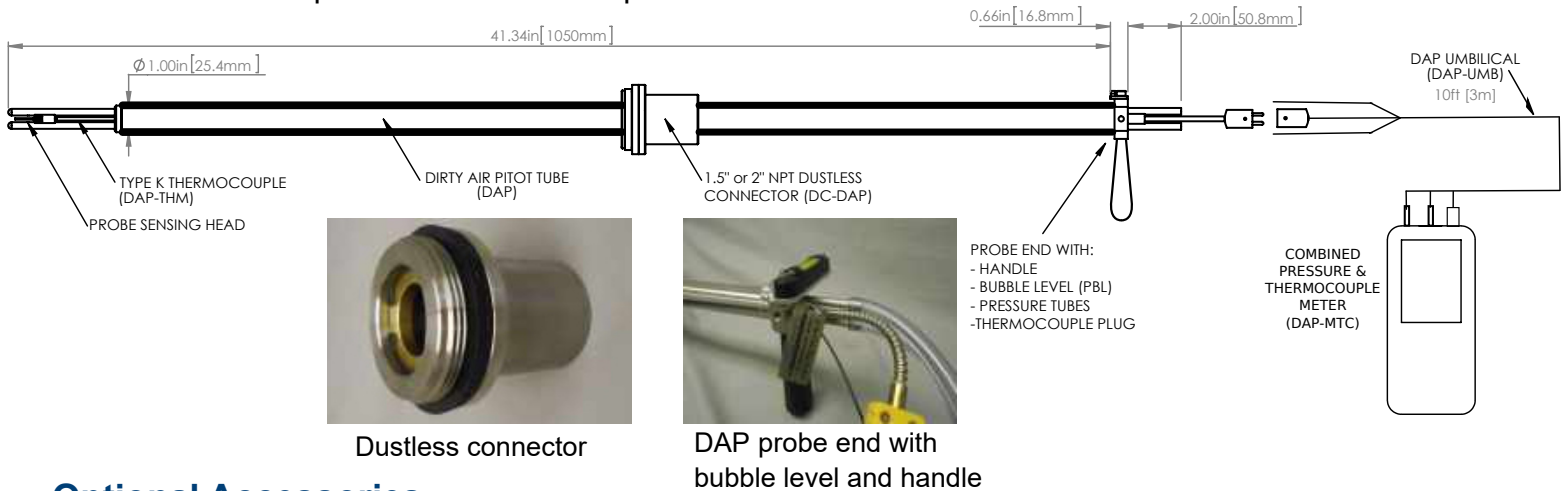 0.66in[16.8mm]
2.00in[50.8mm]
41.34in[1050mm]
Ø1.00in[25.4mm]
DAP UMBILICAL
(DAP-UMB)
10ft [3m]
TYPE K THERMOCOUPLE
(DAP-THM)
PROBE SENSING HEAD
DIRTY AIR PITOT TUBE
(DAP)
1.5" or 2" NPT DUSTLESS
CONNECTOR (DC-DAP)
PROBE END WITH:
- HANDLE
- BUBBLE LEVEL (PBL)
- PRESSURE TUBES
-THERMOCOUPLE PLUG
COMBINED
PRESSURE &
THERMOCOUPLE
METER
(DAP-MTC)
Dustless connector
DAP probe end with
bubble level and handle